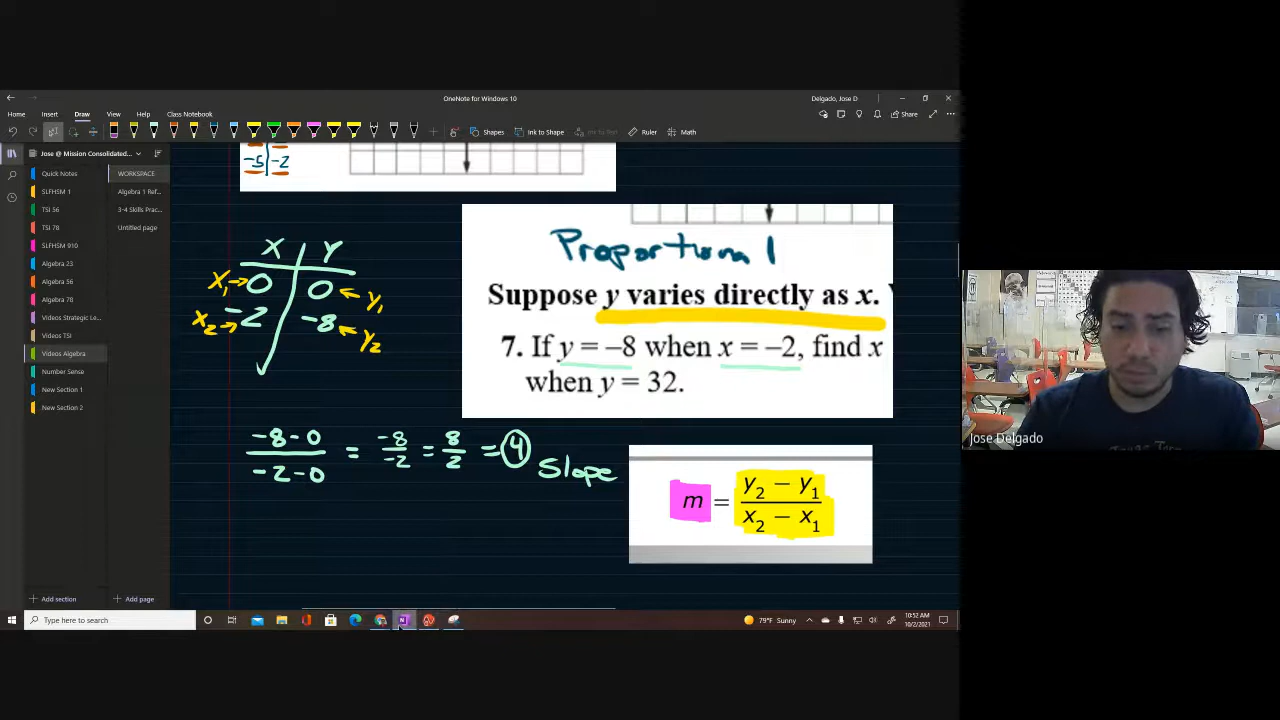 OneNote for Windows 10
Delgado, Jose D
Home Insert Draw View Help Class Notebook
Share
Shapes Ink to Shape Ink to Text Ruler Math
Jose @ Mission Consolidated...
Quick Notes
SLFHSM 1
TSI 56
TSI 78
SLFHSM 910
Algebra 23
Algebra 56
Algebra 78
Videos Strategic Le...
Videos TSI
Videos Algebra
Number Sense
New Section 1
New Section 2
Add section
WORKSPACE
Algebra 1 Ref...
3-4 Skills Prac...
Untitled page
Add page
-5 -2
X Y
x₁ → 0 0 ← y₁
x₂ → -2 -8 ← y₂
-8-0 / -2-0 = -8/-2 = 8/2 = 4 Slope
Proportional
Suppose y varies directly as x.
7. If y = –8 when x = –2, find x
when y = 32.
m = y₂ − y₁ / x₂ − x₁
Jose Delgado
Type here to search
79°F Sunny
10:52 AM
10/2/2021